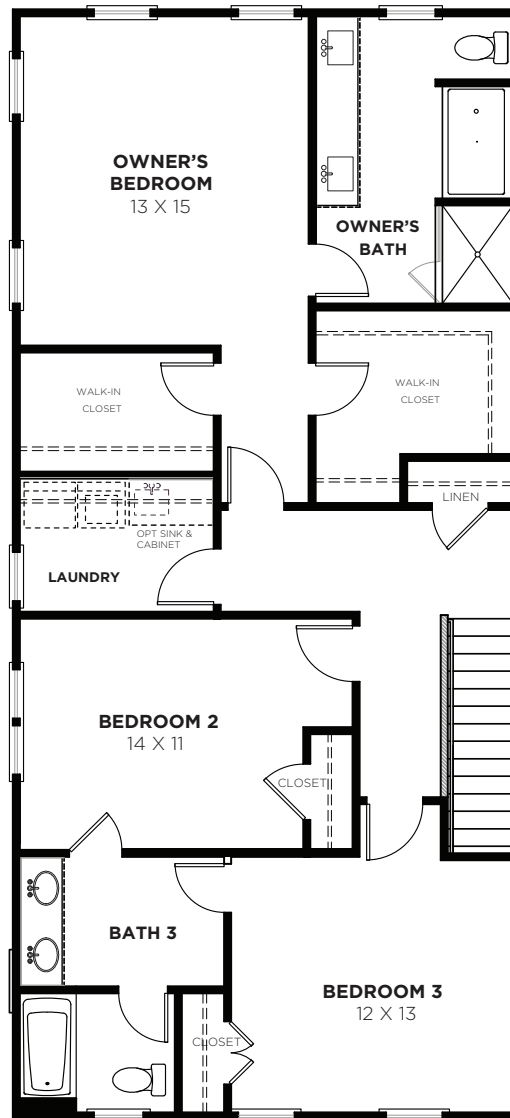 OWNER'S
BEDROOM
13 X 15
OWNER'S
BATH
WALK-IN
CLOSET
WALK-IN
CLOSET
LINEN
OPT SINK &
CABINET
LAUNDRY
BEDROOM 2
14 X 11
CLOSET
BATH 3
BEDROOM 3
12 X 13
CLOSET